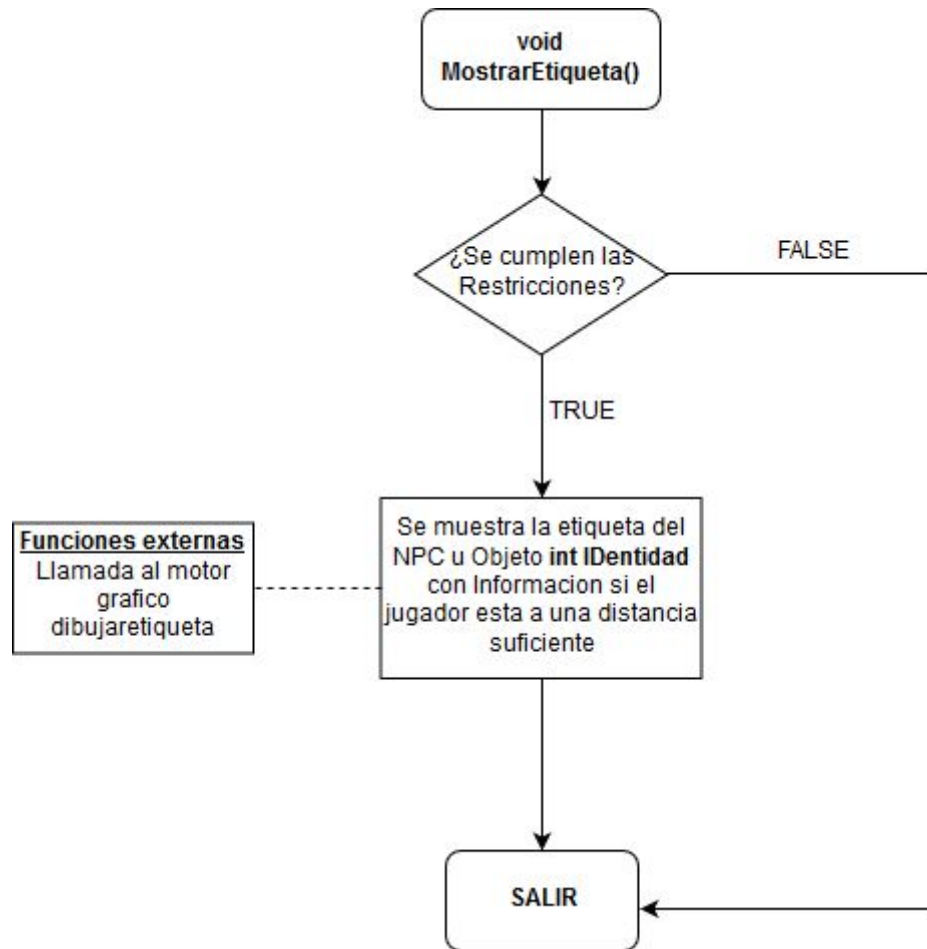 void
MostrarEtiqueta()
¿Se cumplen las
Restricciones?
FALSE
TRUE
Funciones externas
Llamada al motor
grafico
dibujaretiqueta
Se muestra la etiqueta del
NPC u Objeto int IDentidad
con Informacion si el
jugador esta a una distancia
suficiente
SALIR